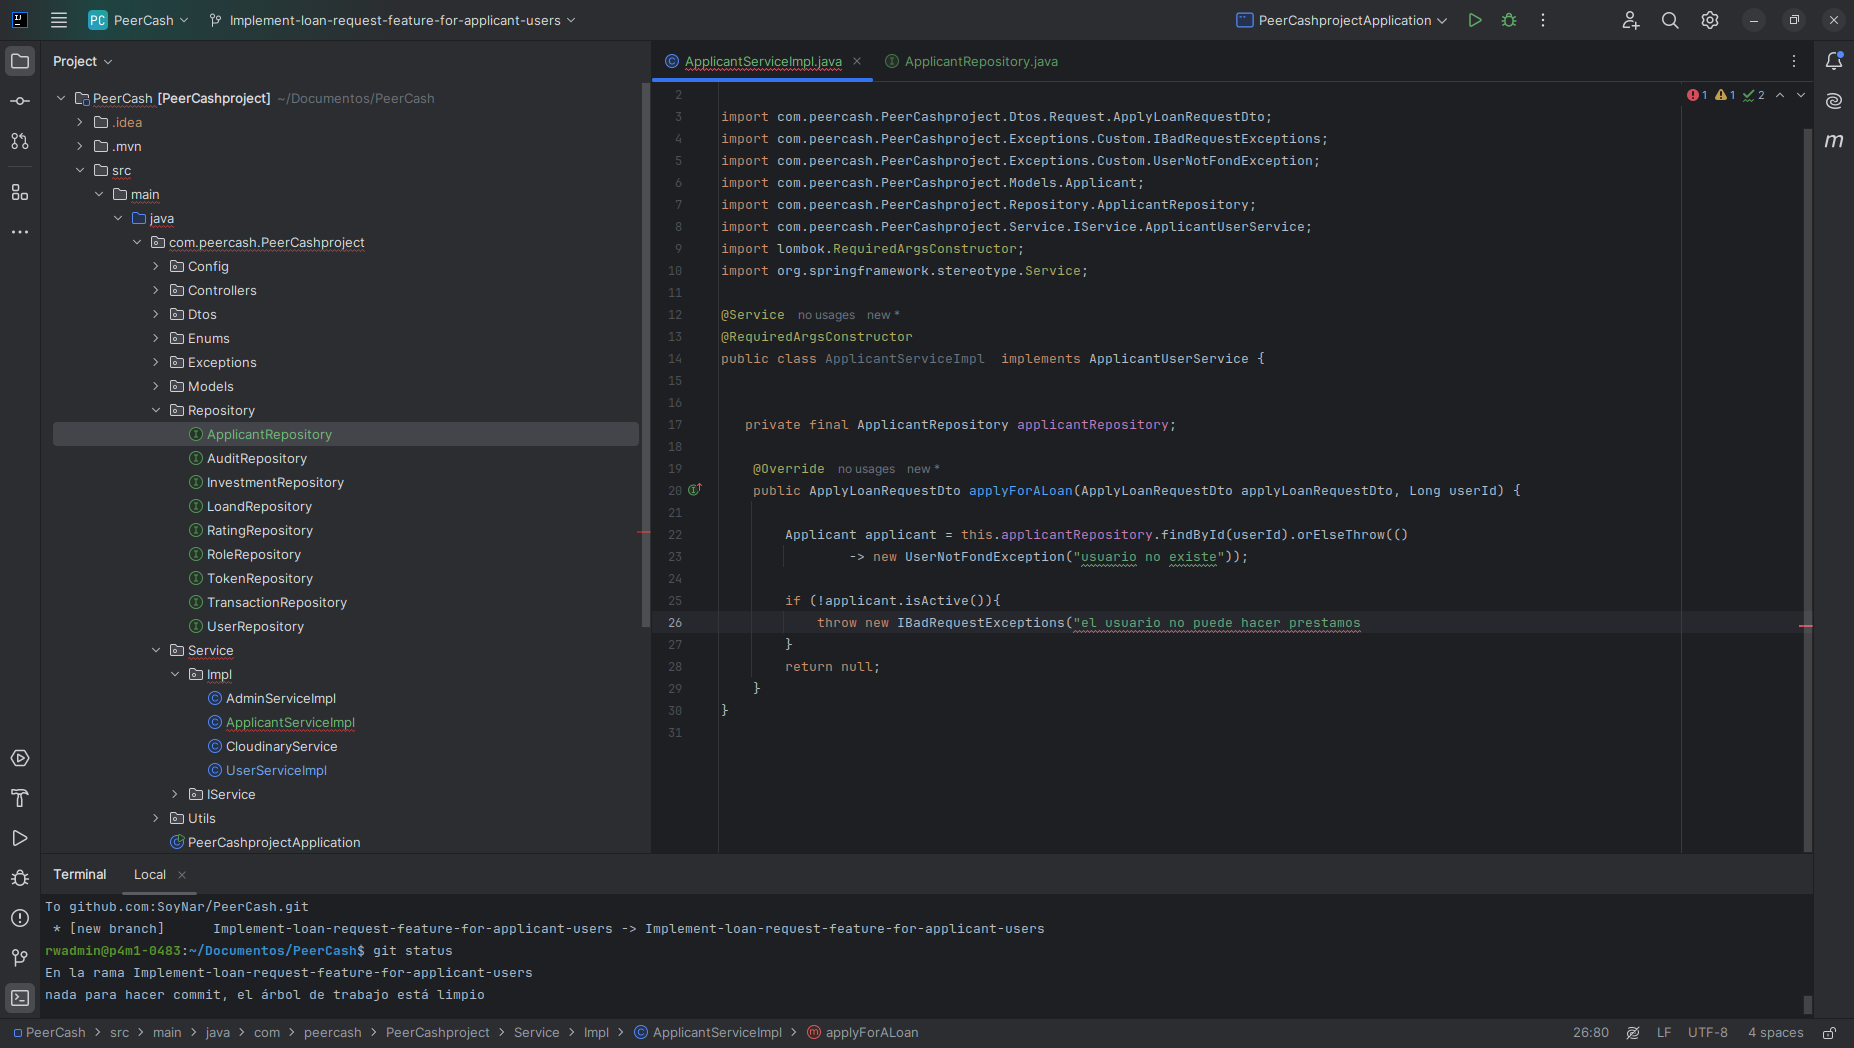 PC PeerCash Implement-loan-request-feature-for-applicant-users PeerCashprojectApplication
Project
PeerCash [PeerCashproject] ~/Documentos/PeerCash
.idea
.mvn
src
main
java
com.peercash.PeerCashproject
Config
Controllers
Dtos
Enums
Exceptions
Models
Repository
ApplicantRepository
AuditRepository
InvestmentRepository
LoandRepository
RatingRepository
RoleRepository
TokenRepository
TransactionRepository
UserRepository
Service
Impl
AdminServiceImpl
ApplicantServiceImpl
CloudinaryService
UserServiceImpl
IService
Utils
PeerCashprojectApplication
ApplicantServiceImpl.java ApplicantRepository.java
1 1 2
2
3 import com.peercash.PeerCashproject.Dtos.Request.ApplyLoanRequestDto;
4 import com.peercash.PeerCashproject.Exceptions.Custom.IBadRequestExceptions;
5 import com.peercash.PeerCashproject.Exceptions.Custom.UserNotFondException;
6 import com.peercash.PeerCashproject.Models.Applicant;
7 import com.peercash.PeerCashproject.Repository.ApplicantRepository;
8 import com.peercash.PeerCashproject.Service.IService.ApplicantUserService;
9 import lombok.RequiredArgsConstructor;
10 import org.springframework.stereotype.Service;
11
12 @Service no usages new *
13 @RequiredArgsConstructor
14 public class ApplicantServiceImpl implements ApplicantUserService {
15
16
17 private final ApplicantRepository applicantRepository;
18
19 @Override no usages new *
20 public ApplyLoanRequestDto applyForALoan(ApplyLoanRequestDto applyLoanRequestDto, Long userId) {
21
22 Applicant applicant = this.applicantRepository.findById(userId).orElseThrow(()
23 -> new UserNotFondException("usuario no existe"));
24
25 if (!applicant.isActive()){
26 throw new IBadRequestExceptions("el usuario no puede hacer prestamos
27 }
28 return null;
29 }
30 }
31
Terminal Local
To github.com:SoyNar/PeerCash.git
* [new branch] Implement-loan-request-feature-for-applicant-users -> Implement-loan-request-feature-for-applicant-users
rwadmin@p4m1-0483:~/Documentos/PeerCash$ git status
En la rama Implement-loan-request-feature-for-applicant-users
nada para hacer commit, el árbol de trabajo está limpio
PeerCash > src > main > java > com > peercash > PeerCashproject > Service > Impl > ApplicantServiceImpl > applyForALoan 26:80 LF UTF-8 4 spaces